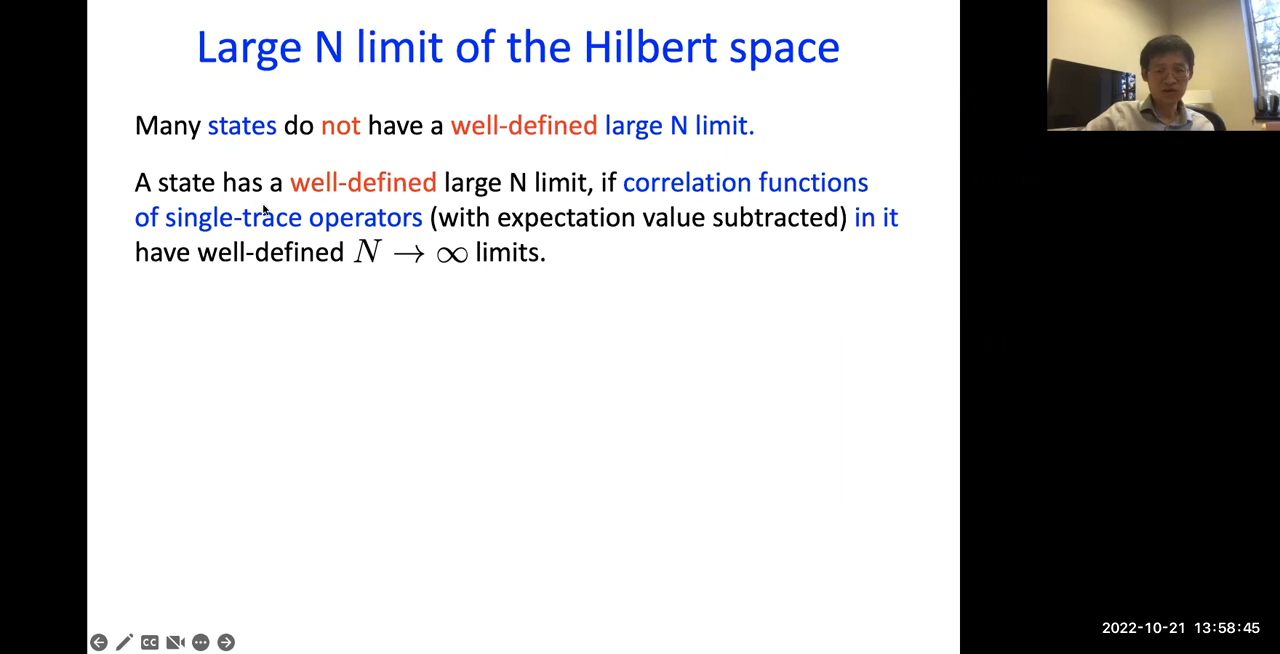 Large N limit of the Hilbert space
Many states do not have a well-defined large N limit.
A state has a well-defined large N limit, if correlation functions
of single-trace operators (with expectation value subtracted) in it
have well-defined N → ∞ limits.
CC
2022-10-21 13:58:45